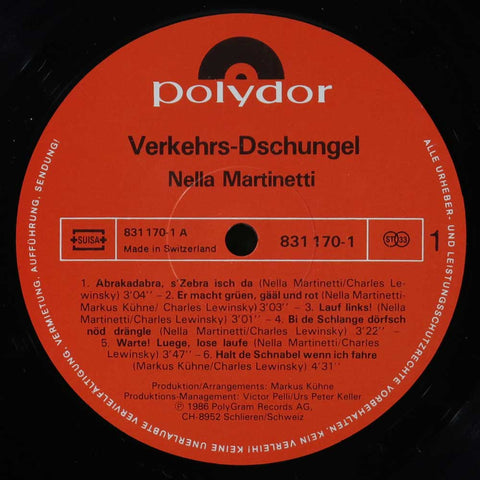 polydor
Verkehrs-Dschungel
Nella Martinetti
SUISA
831 170-1 A
Made in Switzerland
831 170-1
ST 33
1
1. Abrakadabra, s'Zebra isch da (Nella Martinetti/Charles Le-
winsky) 3'04'' – 2. Er macht grüen, gääl und rot (Nella Martinetti-
Markus Kühne/ Charles Lewinsky) 3'03'' – 3. Lauf links! (Nella
Martinetti/Charles Lewinsky) 3'01'' – 4. Bi de Schlange dörfsch
nöd drängle (Nella Martinetti/Charles Lewinsky) 3'22'' –
5. Warte! Luege, lose laufe (Nella Martinetti/Charles
Lewinsky) 3'47'' – 6. Halt de Schnabel wenn ich fahre
(Markus Kühne/Charles Lewinsky) 4'31''
Produktion/Arrangements: Markus Kühne
Produktions-Management: Victor Pelli/Urs Peter Keller
℗ 1986 PolyGram Records AG,
CH-8952 Schlieren/Schweiz
ALLE URHEBER- UND LEISTUNGSSCHUTZRECHTE VORBEHALTEN. KEIN VERLEIH! KEINE UNERLAUBTE VERVIELFÄLTIGUNG, VERMIETUNG, AUFFÜHRUNG, SENDUNG!